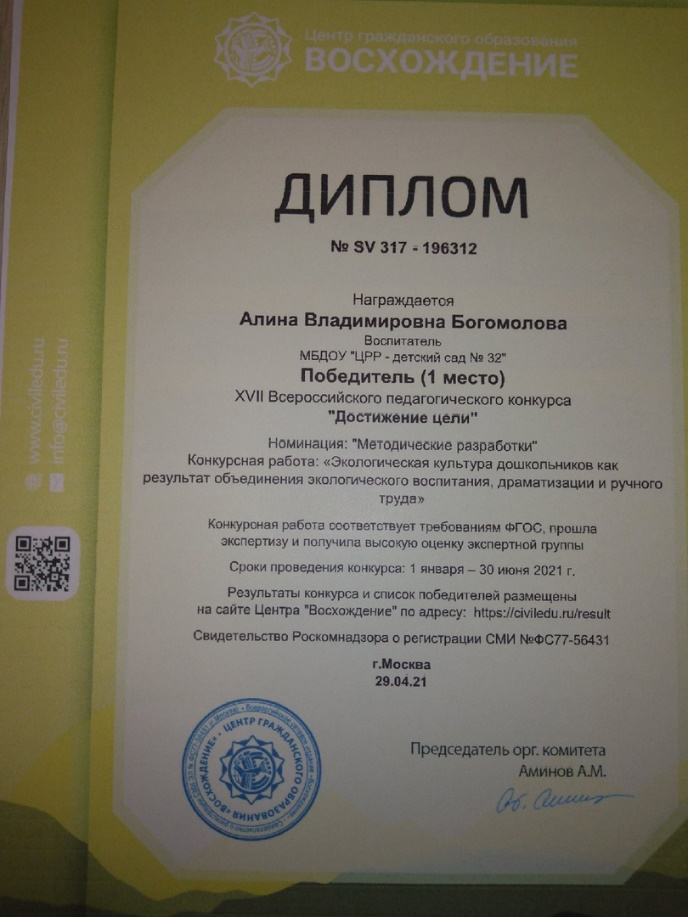 Центр гражданского образования
ВОСХОЖДЕНИЕ
ДИПЛОМ
№ SV 317 - 196312
Награждается
Алина Владимировна Богомолова
Воспитатель
МБДОУ "ЦРР - детский сад № 32"
Победитель (1 место)
XVII Всероссийского педагогического конкурса
"Достижение цели"
Номинация: "Методические разработки"
Конкурсная работа: «Экологическая культура дошкольников как
результат объединения экологического воспитания, драматизации и ручного
труда»
Конкурсная работа соответствует требованиям ФГОС, прошла
экспертизу и получила высокую оценку экспертной группы
Сроки проведения конкурса: 1 января – 30 июня 2021 г.
Результаты конкурса и список победителей размещены
на сайте Центра "Восхождение" по адресу: https://civiledu.ru/result
Свидетельство Роскомнадзора о регистрации СМИ №ФС77-56431
г.Москва
29.04.21
Председатель орг. комитета
Аминов А.М.
www.civiledu.ru
info@civiledu.ru
ЦЕНТР ГРАЖДАНСКОГО ОБРАЗОВАНИЯ «ВОСХОЖДЕНИЕ»